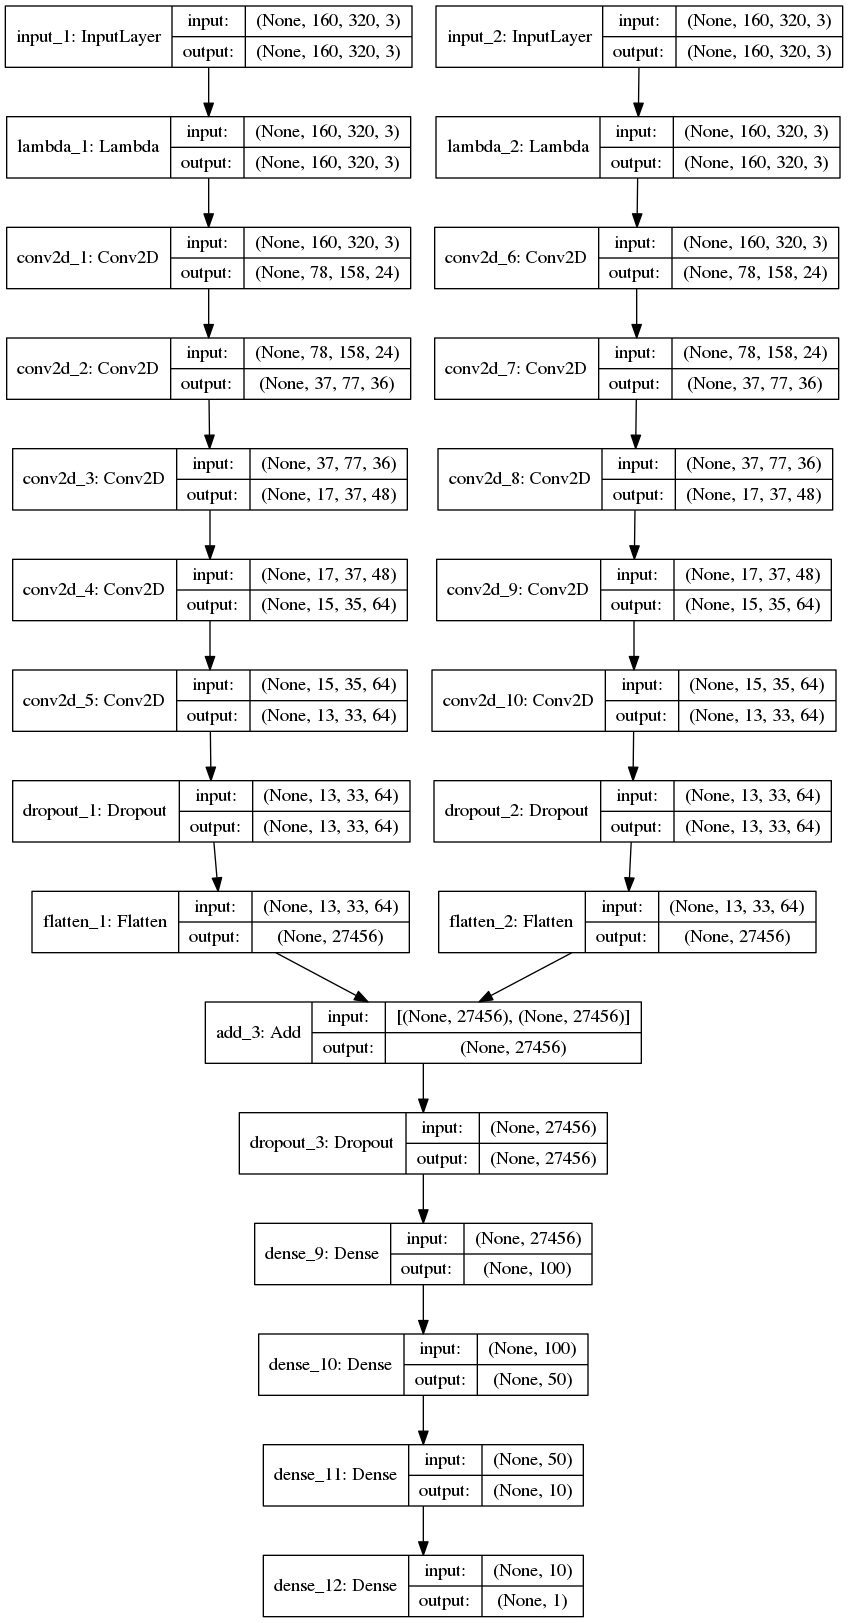 input_1: InputLayer
input:
(None, 160, 320, 3)
output:
(None, 160, 320, 3)
input_2: InputLayer
input:
(None, 160, 320, 3)
output:
(None, 160, 320, 3)
lambda_1: Lambda
input:
(None, 160, 320, 3)
output:
(None, 160, 320, 3)
lambda_2: Lambda
input:
(None, 160, 320, 3)
output:
(None, 160, 320, 3)
conv2d_1: Conv2D
input:
(None, 160, 320, 3)
output:
(None, 78, 158, 24)
conv2d_6: Conv2D
input:
(None, 160, 320, 3)
output:
(None, 78, 158, 24)
conv2d_2: Conv2D
input:
(None, 78, 158, 24)
output:
(None, 37, 77, 36)
conv2d_7: Conv2D
input:
(None, 78, 158, 24)
output:
(None, 37, 77, 36)
conv2d_3: Conv2D
input:
(None, 37, 77, 36)
output:
(None, 17, 37, 48)
conv2d_8: Conv2D
input:
(None, 37, 77, 36)
output:
(None, 17, 37, 48)
conv2d_4: Conv2D
input:
(None, 17, 37, 48)
output:
(None, 15, 35, 64)
conv2d_9: Conv2D
input:
(None, 17, 37, 48)
output:
(None, 15, 35, 64)
conv2d_5: Conv2D
input:
(None, 15, 35, 64)
output:
(None, 13, 33, 64)
conv2d_10: Conv2D
input:
(None, 15, 35, 64)
output:
(None, 13, 33, 64)
dropout_1: Dropout
input:
(None, 13, 33, 64)
output:
(None, 13, 33, 64)
dropout_2: Dropout
input:
(None, 13, 33, 64)
output:
(None, 13, 33, 64)
flatten_1: Flatten
input:
(None, 13, 33, 64)
output:
(None, 27456)
flatten_2: Flatten
input:
(None, 13, 33, 64)
output:
(None, 27456)
add_3: Add
input:
[(None, 27456), (None, 27456)]
output:
(None, 27456)
dropout_3: Dropout
input:
(None, 27456)
output:
(None, 27456)
dense_9: Dense
input:
(None, 27456)
output:
(None, 100)
dense_10: Dense
input:
(None, 100)
output:
(None, 50)
dense_11: Dense
input:
(None, 50)
output:
(None, 10)
dense_12: Dense
input:
(None, 10)
output:
(None, 1)